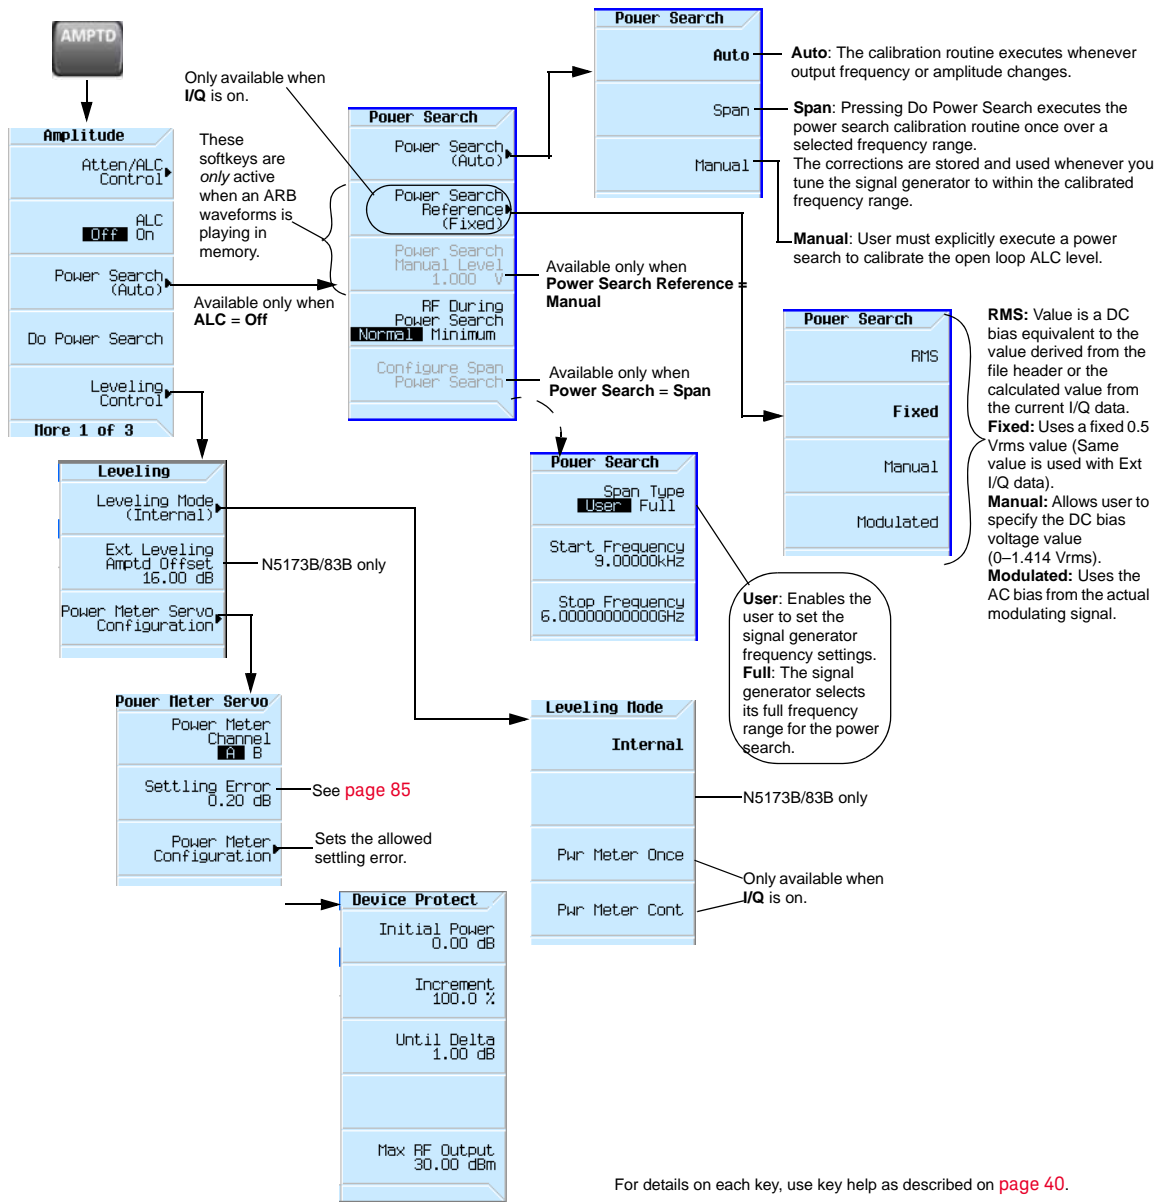 AMPTD
Amplitude
Atten/ALC
Control
ALC
Off On
Power Search
(Auto)
Do Power Search
Leveling
Control
More 1 of 3
Only available when
I/Q is on.
These
softkeys are
only active
when an ARB
waveforms is
playing in
memory.
Available only when
ALC = Off
Power Search
Power Search
(Auto)
Power Search
Reference
(Fixed)
Power Search
Manual Level
1.000 V
RF During
Power Search
Normal Minimum
Configure Span
Power Search
Available only when
Power Search Reference =
Manual
Available only when
Power Search = Span
Power Search
Auto
Span
Manual
Auto: The calibration routine executes whenever
output frequency or amplitude changes.
Span: Pressing Do Power Search executes the
power search calibration routine once over a
selected frequency range.
The corrections are stored and used whenever you
tune the signal generator to within the calibrated
frequency range.
Manual: User must explicitly execute a power
search to calibrate the open loop ALC level.
Power Search
RMS
Fixed
Manual
Modulated
RMS: Value is a DC
bias equivalent to the
value derived from the
file header or the
calculated value from
the current I/Q data.
Fixed: Uses a fixed 0.5
Vrms value (Same
value is used with Ext
I/Q data).
Manual: Allows user to
specify the DC bias
voltage value
(0–1.414 Vrms).
Modulated: Uses the
AC bias from the actual
modulating signal.
Leveling
Leveling Mode
(Internal)
Ext Leveling
Amptd Offset
16.00 dB
Power Meter Servo
Configuration
N5173B/83B only
Power Search
Span Type
User Full
Start Frequency
9.00000kHz
Stop Frequency
6.00000000000GHz
User: Enables the
user to set the
signal generator
frequency settings.
Full: The signal
generator selects
its full frequency
range for the power
search.
Power Meter Servo
Power Meter
Channel
A B
Settling Error
0.20 dB
Power Meter
Configuration
See page 85
Sets the allowed
settling error.
Leveling Mode
Internal
Pwr Meter Once
Pwr Meter Cont
N5173B/83B only
Only available when
I/Q is on.
Device Protect
Initial Power
0.00 dB
Increment
100.0 %
Until Delta
1.00 dB
Max RF Output
30.00 dBm
For details on each key, use key help as described on page 40.